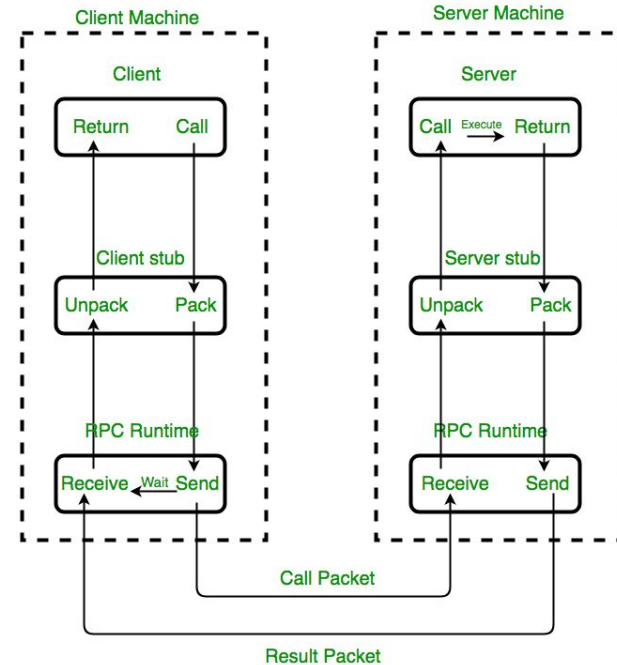 Client Machine
Client
Return Call
Client stub
Unpack Pack
RPC Runtime
Receive Wait Send
Server Machine
Server
Call Execute Return
Server stub
Unpack Pack
RPC Runtime
Receive Send
Call Packet
Result Packet